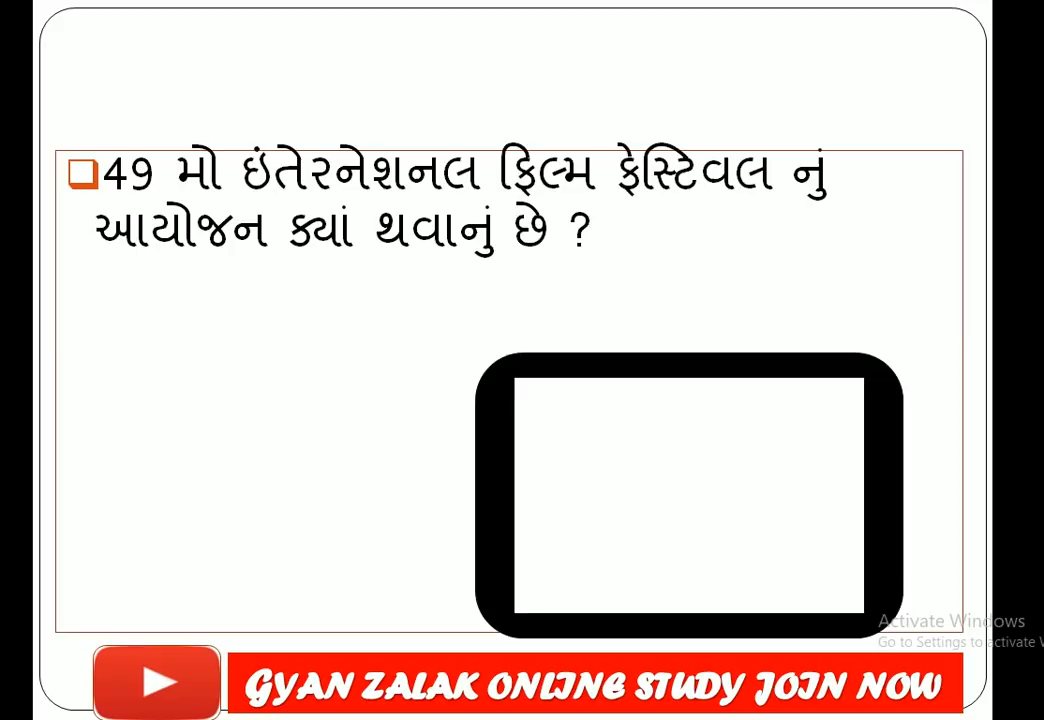 49 મો ઇંતેરનેશનલ ફિલ્મ ફેસ્ટિવલ નું
આયોજન ક્યાં થવાનું છે ?
Activate Windows
Go to Settings to activate W
GYAN ZALAK ONLINE STUDY JOIN NOW